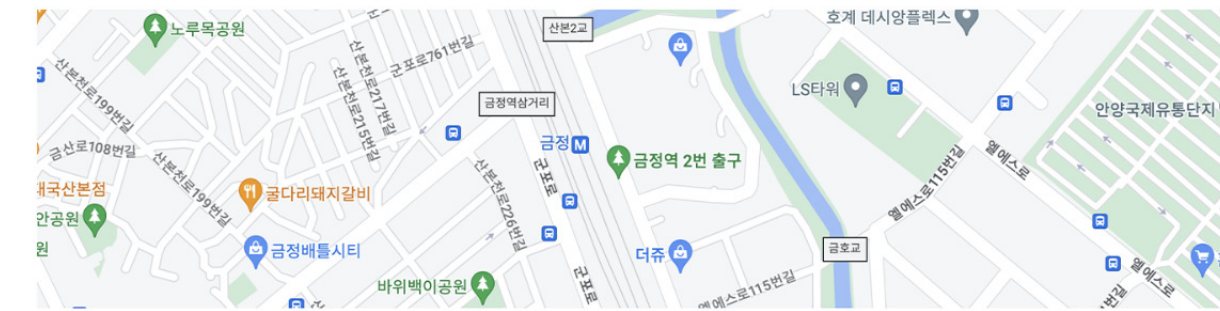 노루목공원
산본2교
호계 데시앙플렉스
군포로761번길
산본천로217번길
산본천로215번길
산본천로199번길
금정역삼거리
LS타워
안양국제유통단지
금산로108번길
금정
M
금정역 2번 출구
산본천로199번길
굴다리돼지갈비
군포로
산본천로226번길
엘에스로115번길
엘에스로
대국산본점
안공원
원
금정배틀시티
더쥬
금호교
바위백이공원
군포로
엘에스로115번길
엘에스로
번길